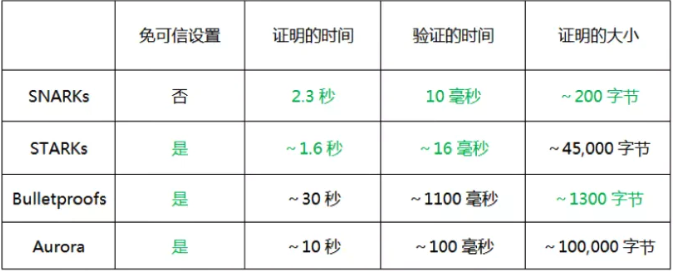 免可信设置 证明的时间 验证的时间 证明的大小
SNARKs 否 2.3 秒 10 毫秒 ~200 字节
STARKs 是 ~1.6 秒 ~16 毫秒 ~45,000 字节
Bulletproofs 是 ~30 秒 ~1100 毫秒 ~1300 字节
Aurora 是 ~10 秒 ~100 毫秒 ~100,000 字节